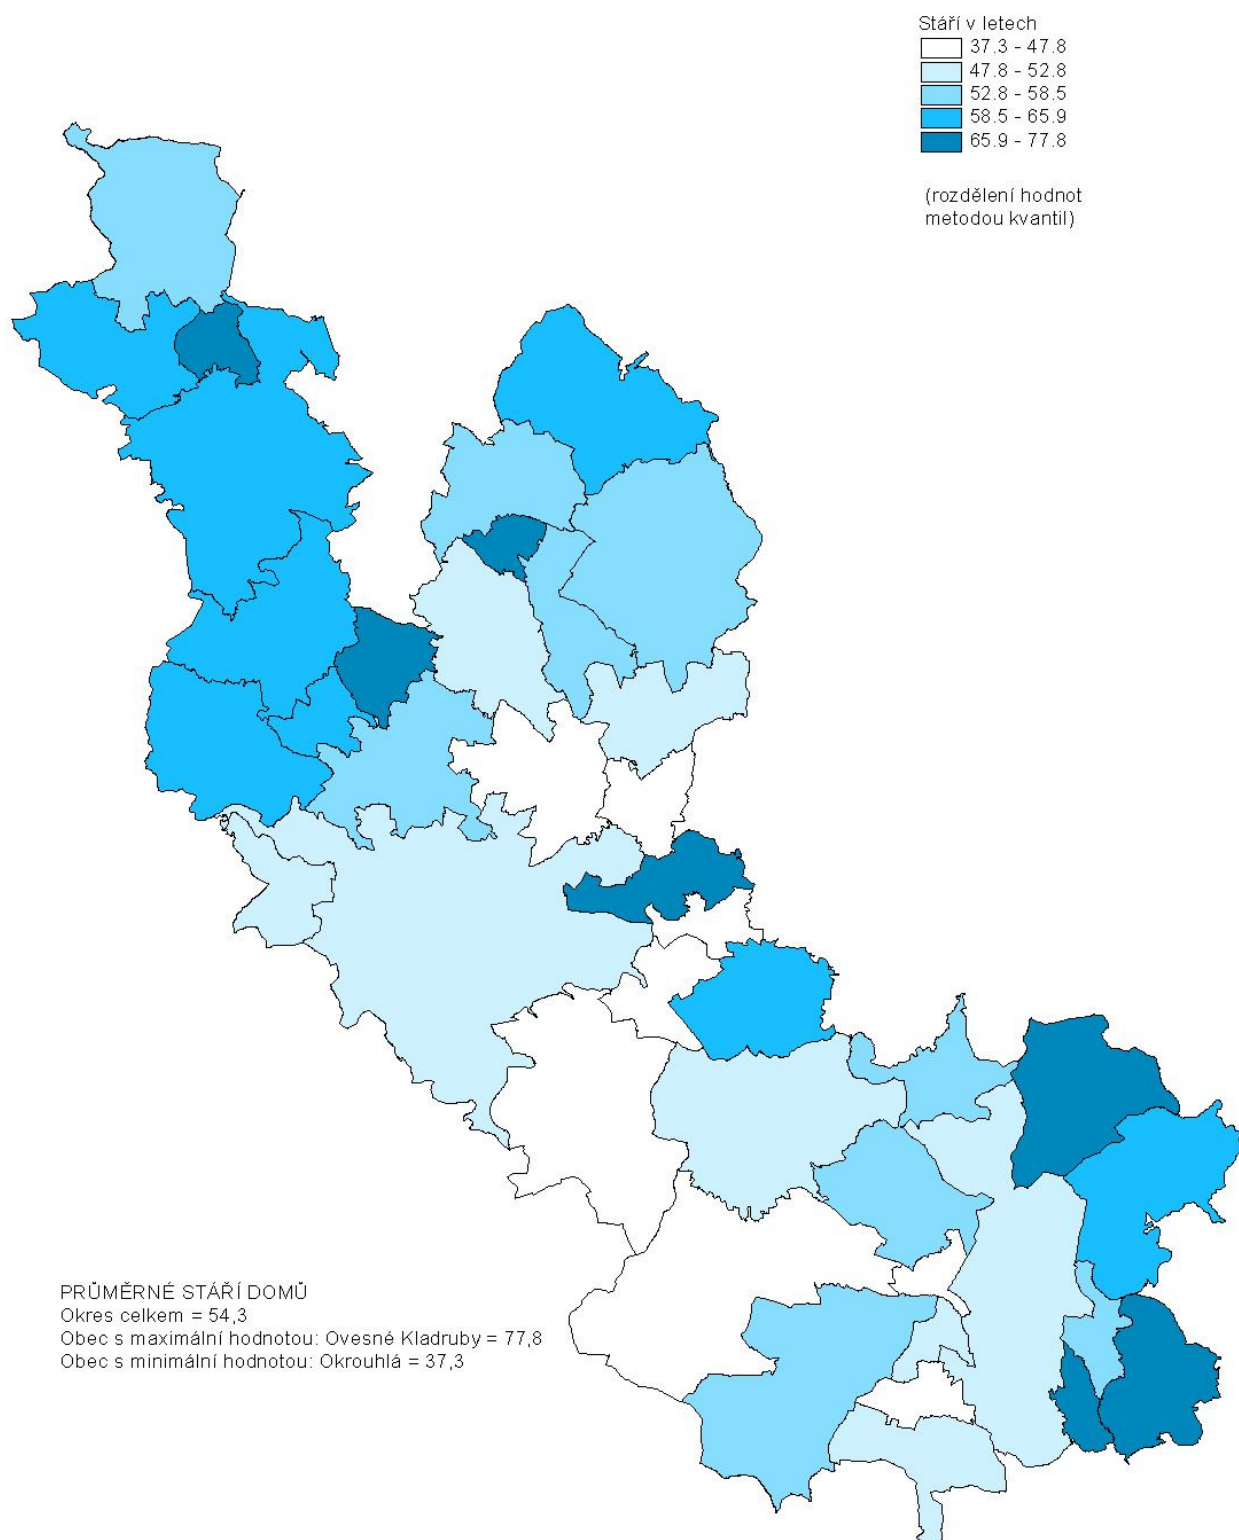 Stáří v letech
37.3 - 47.8
47.8 - 52.8
52.8 - 58.5
58.5 - 65.9
65.9 - 77.8
(rozdělení hodnot
metodou kvantil)
PRŮMĚRNÉ STÁŘÍ DOMŮ
Okres celkem = 54,3
Obec s maximální hodnotou: Ovesné Kladruby = 77,8
Obec s minimální hodnotou: Okrouhlá = 37,3